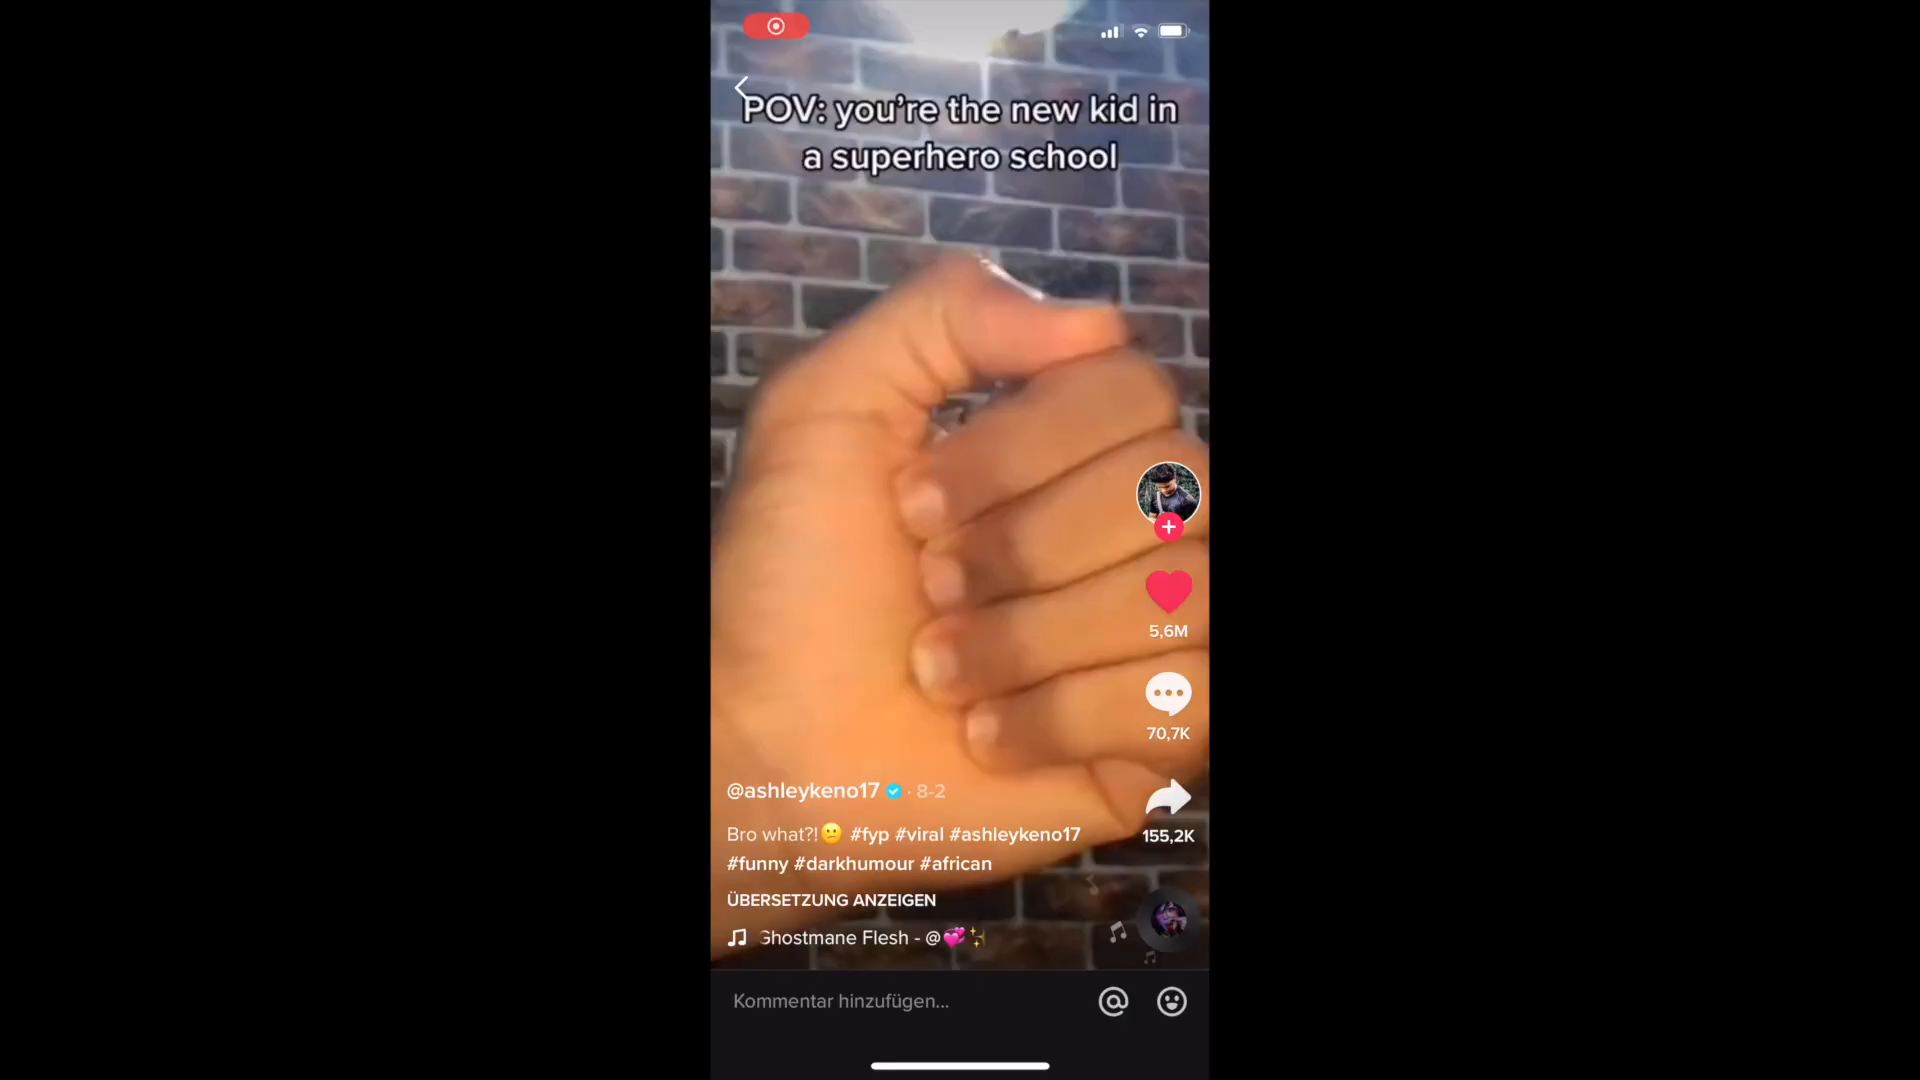 POV: you're the new kid in
a superhero school
5,6M
70,7K
@ashleykeno17 · 8-2
155,2K
Bro what?!🫤 #fyp #viral #ashleykeno17
#funny #darkhumour #african
ÜBERSETZUNG ANZEIGEN
Ghostmane Flesh - @💞✨
Kommentar hinzufügen...